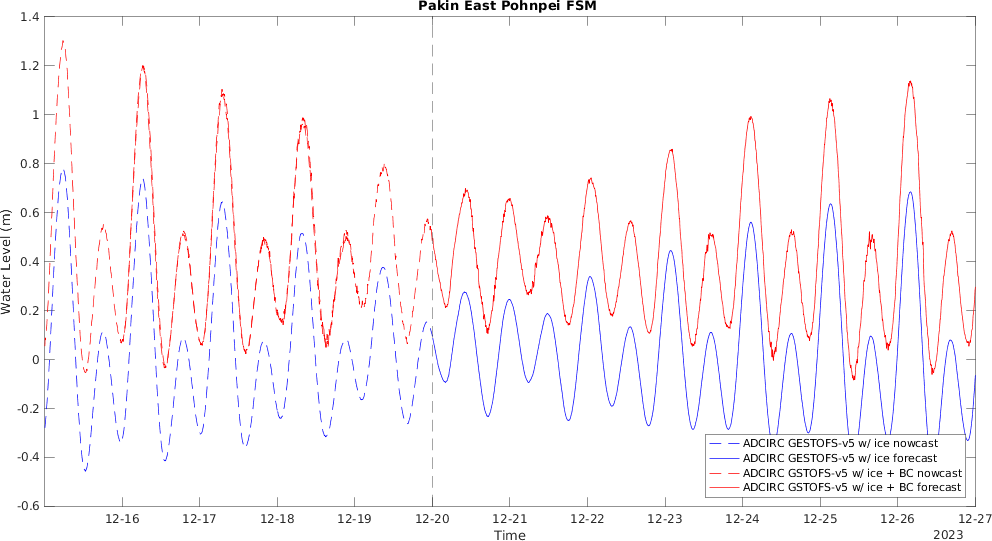 Pakin East Pohnpei FSM
1.4
1.2
1
0.8
0.6
0.4
0.2
0
-0.2
-0.4
-0.6
Water Level (m)
ADCIRC GESTOFS-v5 w/ ice nowcast
ADCIRC GESTOFS-v5 w/ ice forecast
ADCIRC GSTOFS-v5 w/ ice + BC nowcast
ADCIRC GSTOFS-v5 w/ ice + BC forecast
12-16 12-17 12-18 12-19 12-20 12-21 12-22 12-23 12-24 12-25 12-26 12-27
Time
2023